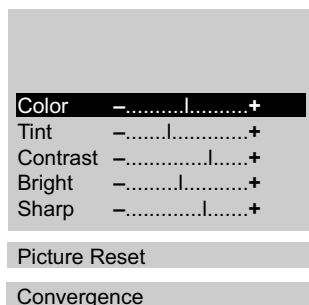 Color –..........l..........+
Tint –.......l.............+
Contrast –..............l......+
Bright –.........l...........+
Sharp –.............l.......+
Picture Reset
Convergence